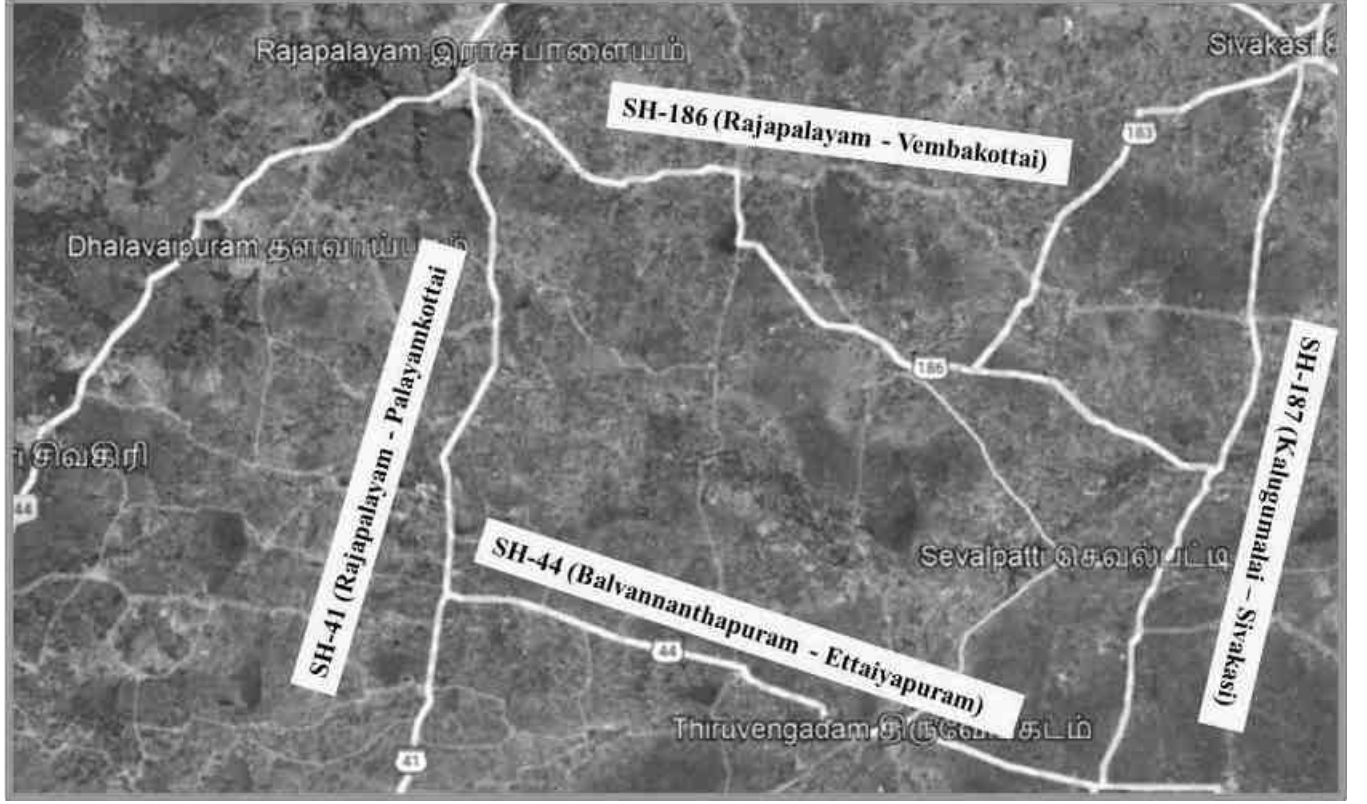 Rajapalayam இராசபாளையம்
Sivakasi
SH-186 (Rajapalayam - Vembakottai)
183
Dhalavaipuram தளவாய்புரம்
SH-41 (Rajapalayam - Palayamkottai
186
SH-187 (Kalugumalai – Sivakasi)
சிவகிரி
44
SH-44 (Balvannanthapuram - Ettaiyapuram)
Sevalpatti செவல்பட்டி
44
Thiruvengadam
41